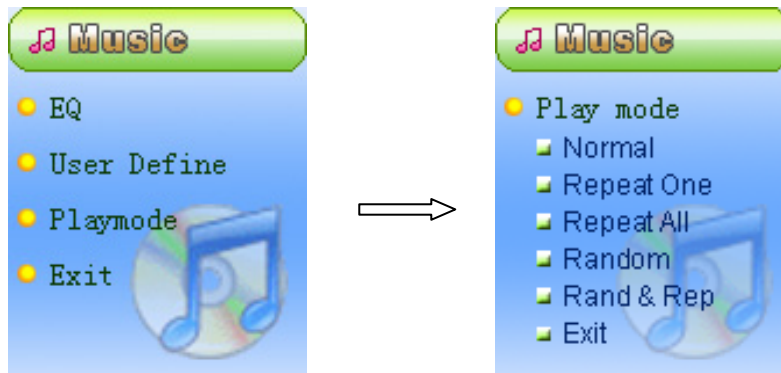 Music
EQ
User Define
Playmode
Exit
Music
Play mode
Normal
Repeat One
Repeat All
Random
Rand & Rep
Exit